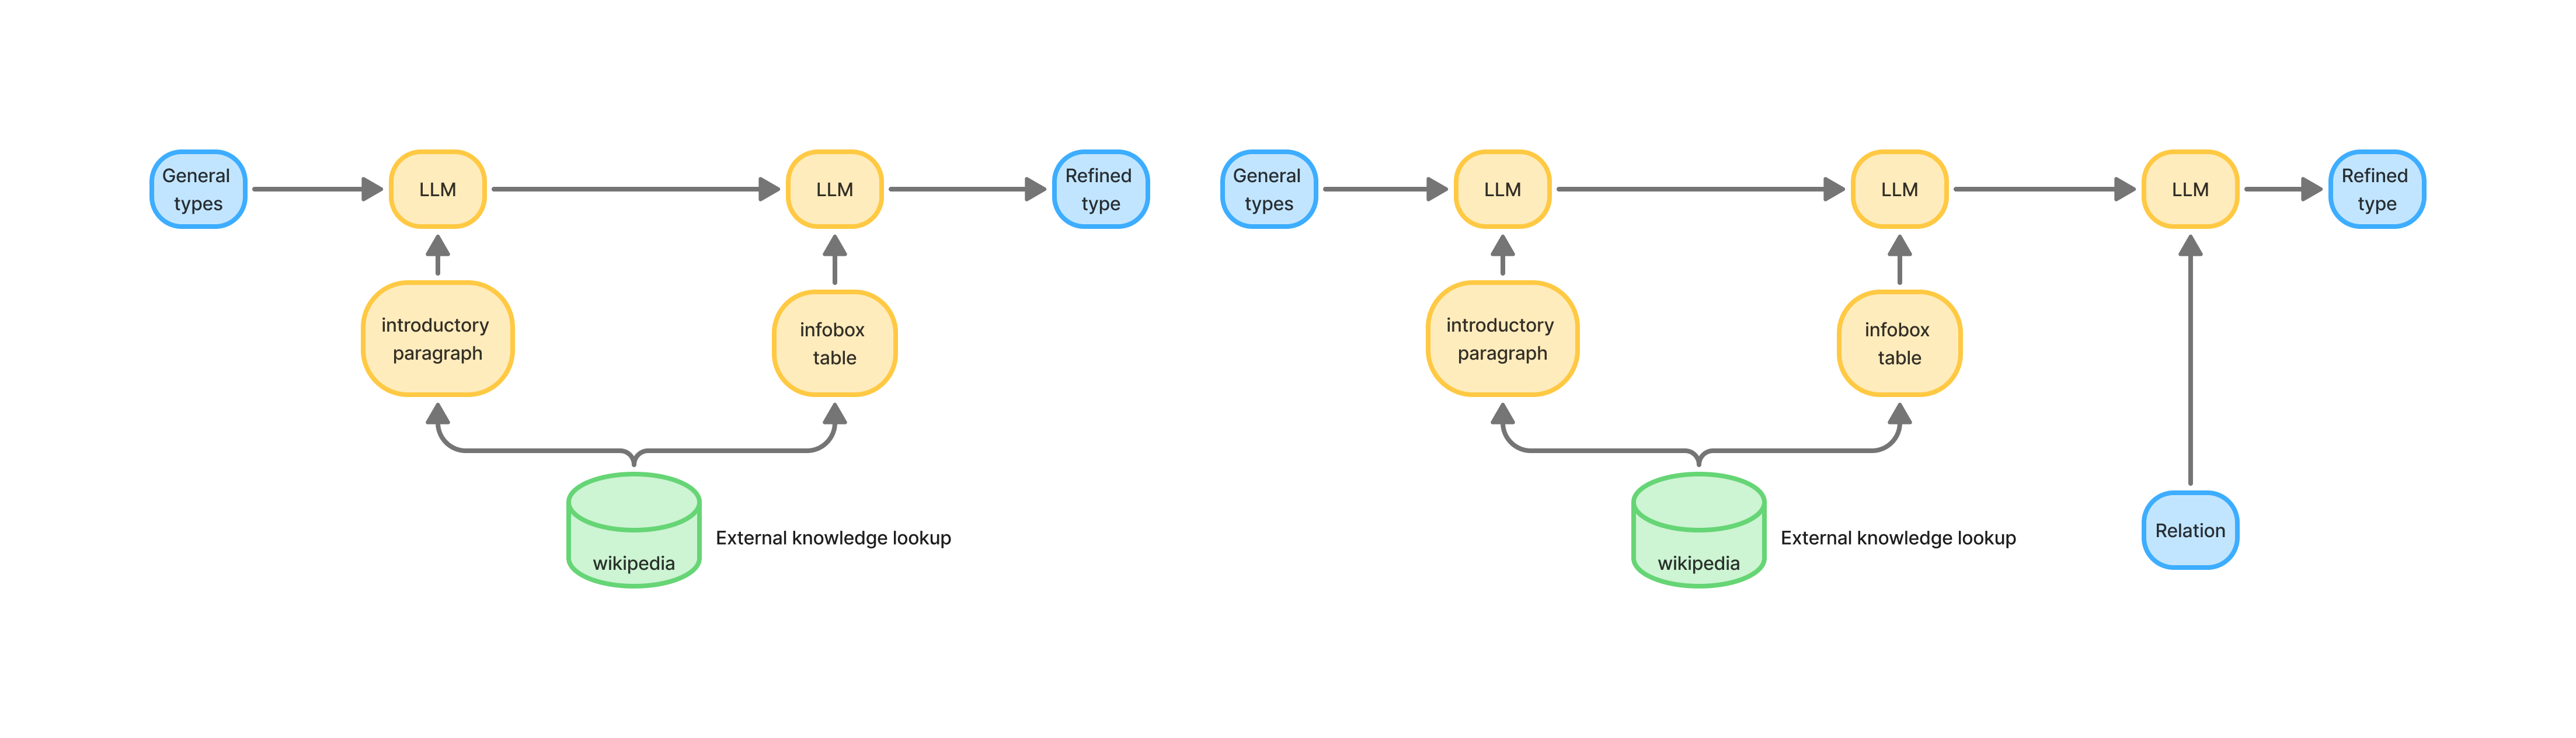 General
types
LLM
LLM
Refined
type
introductory
paragraph
infobox
table
wikipedia
External knowledge lookup
General
types
LLM
LLM
LLM
Refined
type
introductory
paragraph
infobox
table
wikipedia
External knowledge lookup
Relation